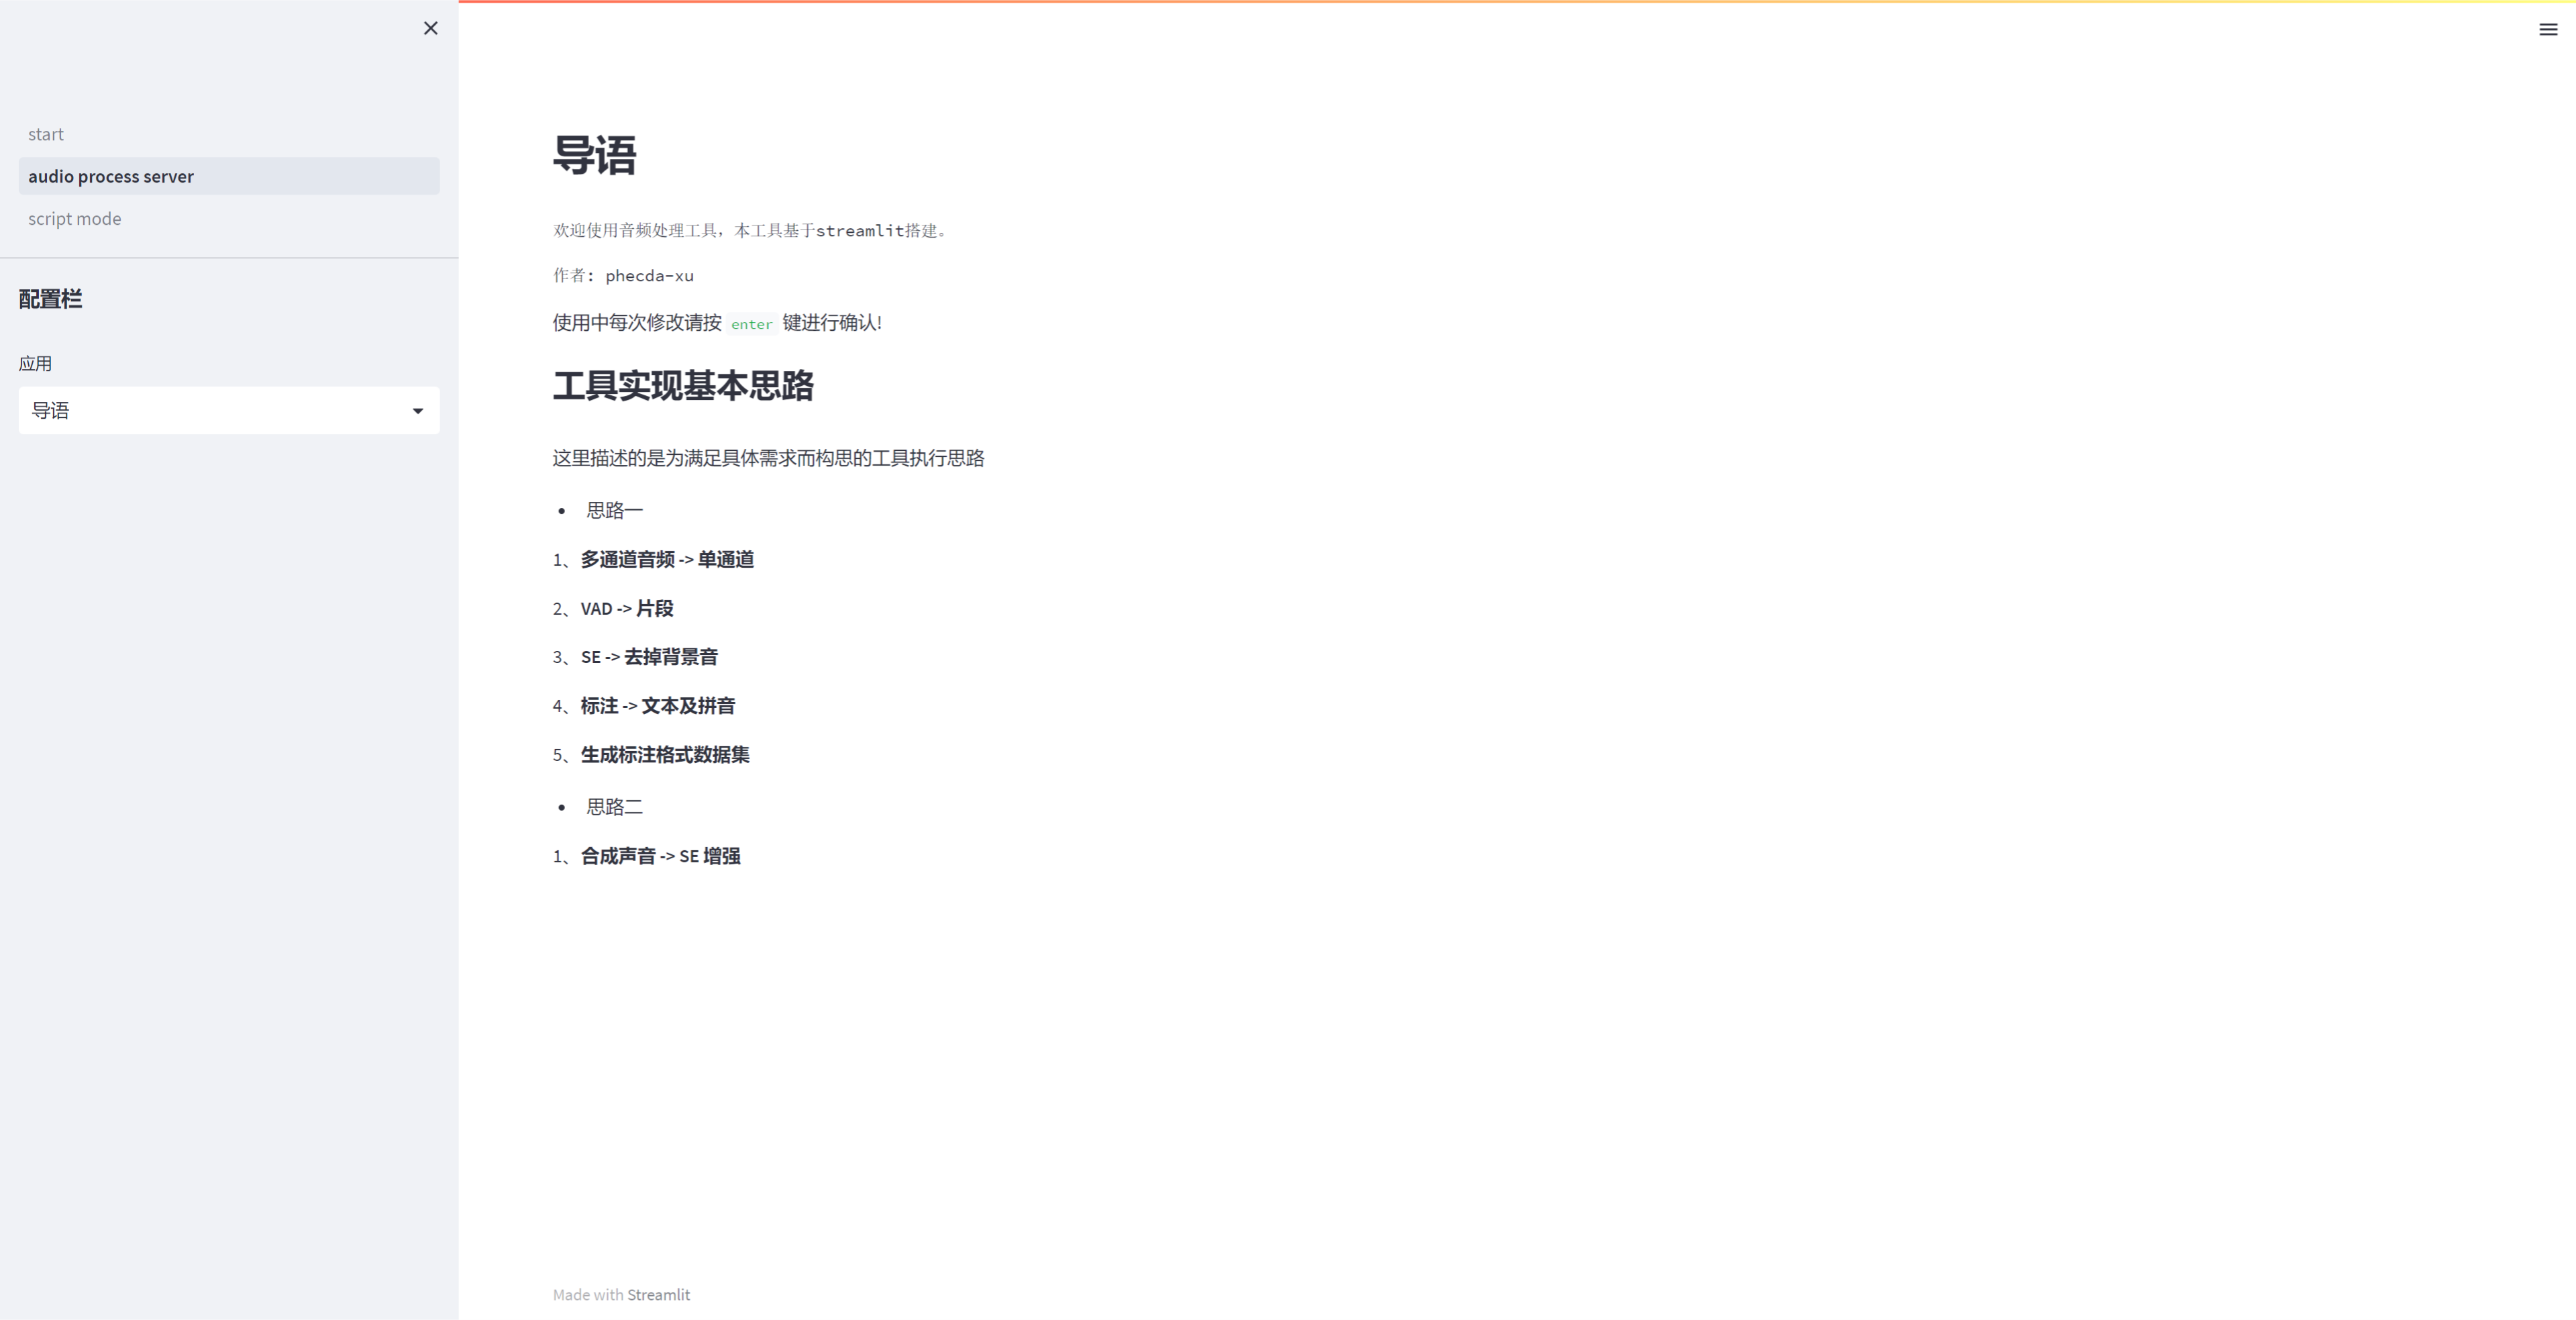 start
audio process server
script mode
配置栏
应用
导语
导语
欢迎使用音频处理工具，本工具基于streamlit搭建。
作者: phecda-xu
使用中每次修改请按 enter 键进行确认!
工具实现基本思路
这里描述的是为满足具体需求而构思的工具执行思路
• 思路一
1、多通道音频 -> 单通道
2、VAD -> 片段
3、SE -> 去掉背景音
4、标注 -> 文本及拼音
5、生成标注格式数据集
• 思路二
1、合成声音 -> SE 增强
Made with Streamlit